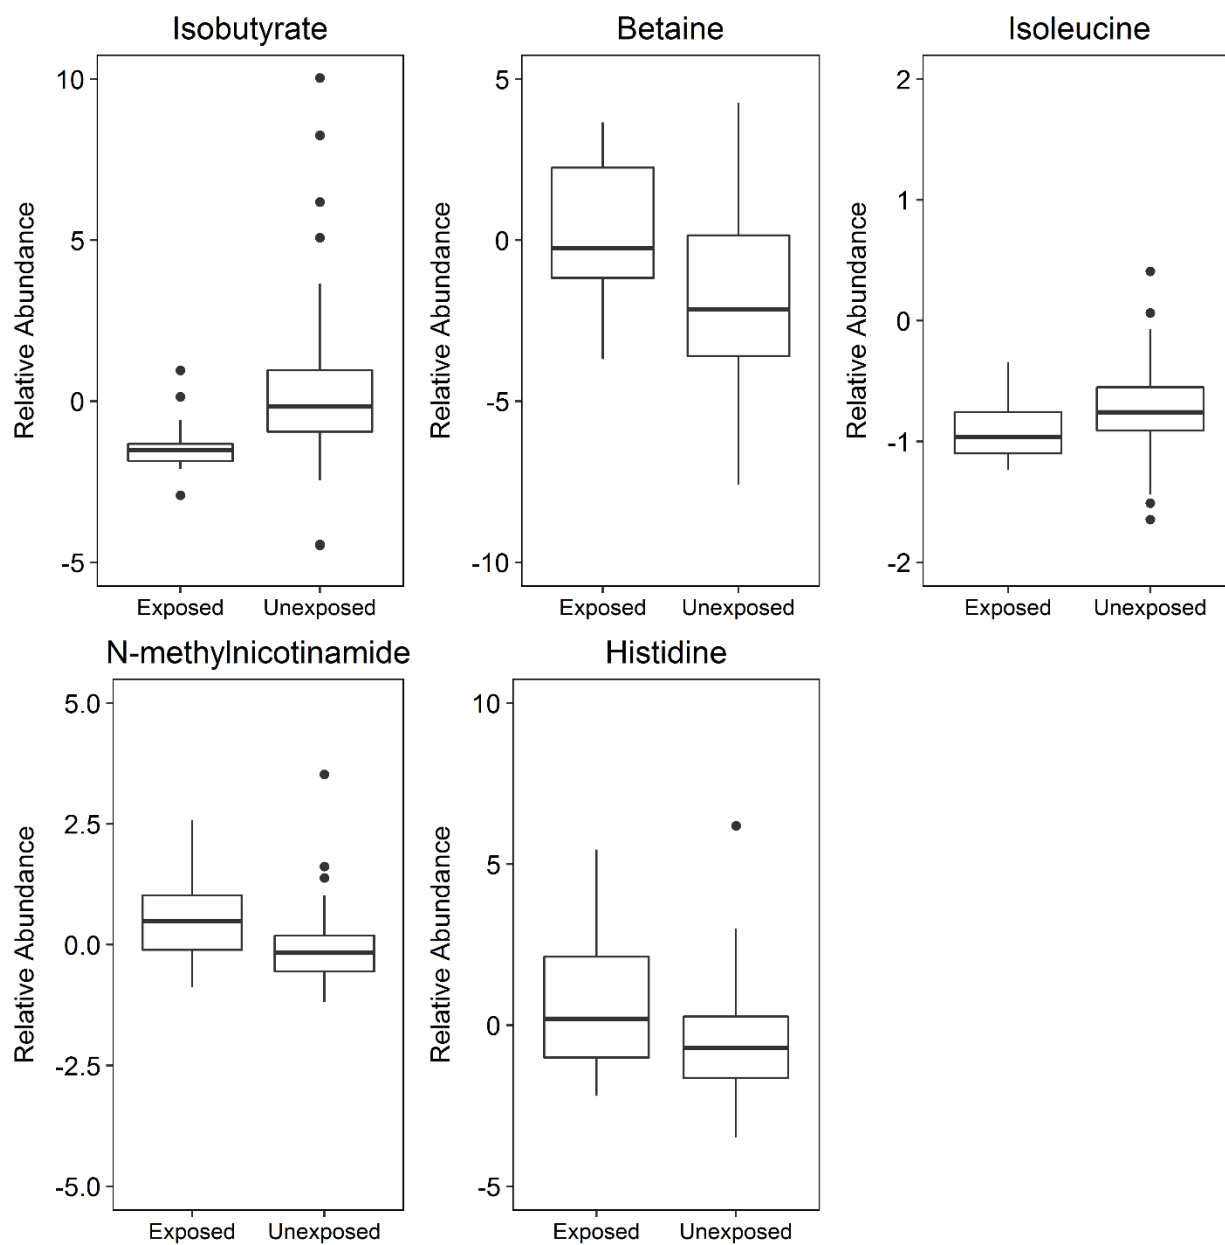 Isobutyrate
Relative Abundance
10
5
0
-5
Exposed Unexposed
Betaine
Relative Abundance
5
0
-5
-10
Exposed Unexposed
Isoleucine
Relative Abundance
2
1
0
-1
-2
Exposed Unexposed
N-methylnicotinamide
Relative Abundance
5.0
2.5
0.0
-2.5
-5.0
Exposed Unexposed
Histidine
Relative Abundance
10
5
0
-5
Exposed Unexposed